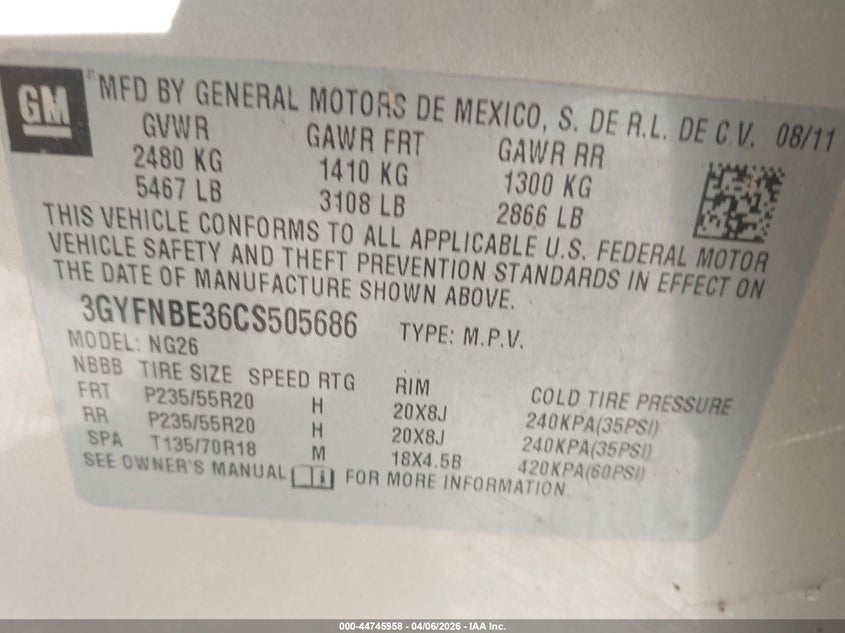 GM
® MFD BY GENERAL MOTORS DE MEXICO, S. DE R.L. DE C.V. 08/11
GVWR GAWR FRT GAWR RR
2480 KG 1410 KG 1300 KG
5467 LB 3108 LB 2866 LB
THIS VEHICLE CONFORMS TO ALL APPLICABLE U.S. FEDERAL MOTOR
VEHICLE SAFETY AND THEFT PREVENTION STANDARDS IN EFFECT ON
THE DATE OF MANUFACTURE SHOWN ABOVE.
3GYFNBE36CS505686 TYPE: M.P.V.
MODEL: NG26
NBBB TIRE SIZE SPEED RTG RIM COLD TIRE PRESSURE
FRT P235/55R20 H 20X8J 240KPA(35PSI)
RR P235/55R20 H 20X8J 240KPA(35PSI)
SPA T135/70R18 M 18X4.5B 420KPA(60PSI)
SEE OWNER'S MANUAL FOR MORE INFORMATION.
000-44745958 - 04/06/2026 - IAA Inc.